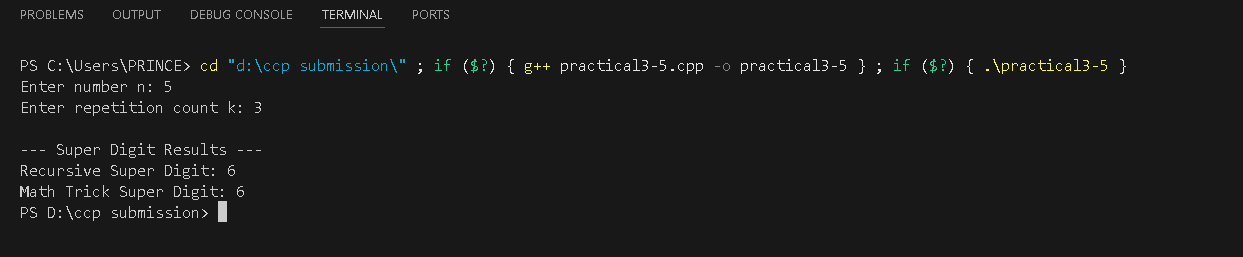 PROBLEMS OUTPUT DEBUG CONSOLE TERMINAL PORTS
PS C:\Users\PRINCE> cd "d:\ccp submission\" ; if ($?) { g++ practical3-5.cpp -o practical3-5 } ; if ($?) { .\practical3-5 }
Enter number n: 5
Enter repetition count k: 3
--- Super Digit Results ---
Recursive Super Digit: 6
Math Trick Super Digit: 6
PS D:\ccp submission>